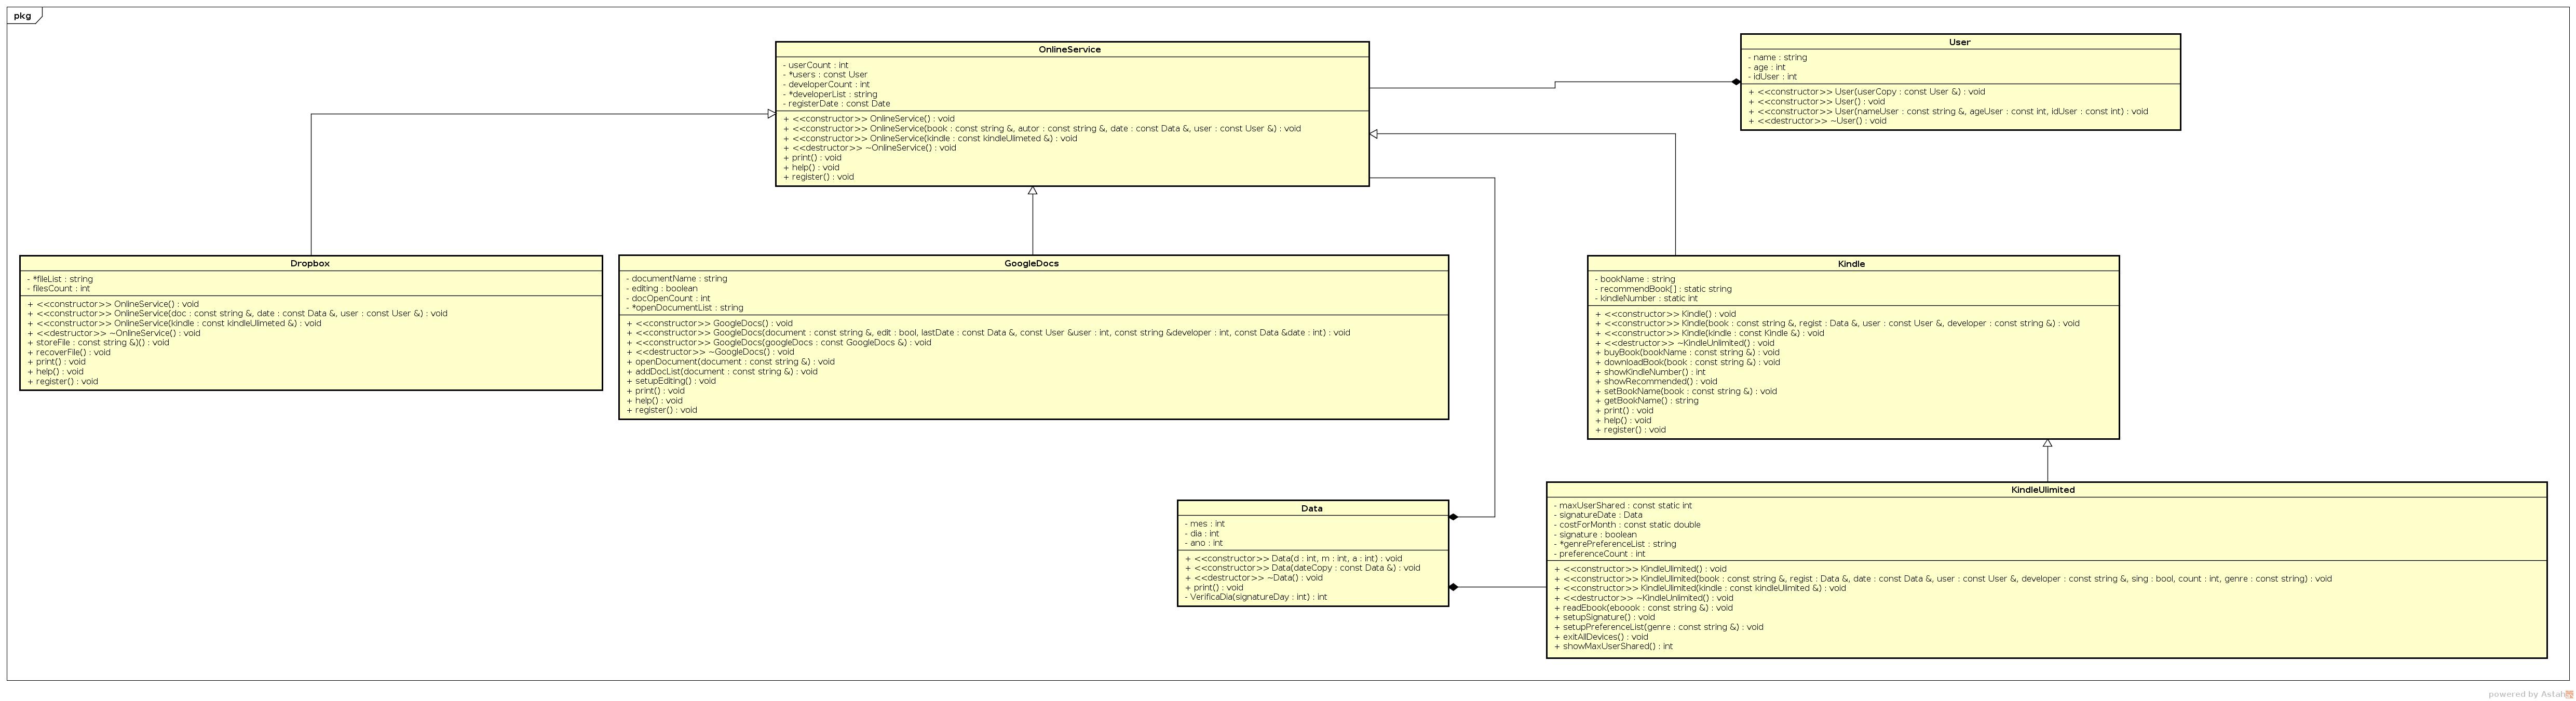 pkg
OnlineService
- userCount : int
- *users : const User
- developerCount : int
- *developerList : string
- registerDate : const Date
+ <<constructor>> OnlineService() : void
+ <<constructor>> OnlineService(book : const string &, autor : const string &, date : const Data &, user : const User &) : void
+ <<constructor>> OnlineService(kindle : const kindleUlimeted &) : void
+ <<destructor>> ~OnlineService() : void
+ print() : void
+ help() : void
+ register() : void
User
- name : string
- age : int
- idUser : int
+ <<constructor>> User(userCopy : const User &) : void
+ <<constructor>> User() : void
+ <<constructor>> User(nameUser : const string &, ageUser : const int, idUser : const int) : void
+ <<destructor>> ~User() : void
Dropbox
- *fileList : string
- filesCount : int
+ <<constructor>> OnlineService() : void
+ <<constructor>> OnlineService(doc : const string &, date : const Data &, user : const User &) : void
+ <<constructor>> OnlineService(kindle : const kindleUlimeted &) : void
+ <<destructor>> ~OnlineService() : void
+ storeFile : const string &)() : void
+ recoverFile() : void
+ print() : void
+ help() : void
+ register() : void
GoogleDocs
- documentName : string
- editing : boolean
- docOpenCount : int
- *openDocumentList : string
+ <<constructor>> GoogleDocs() : void
+ <<constructor>> GoogleDocs(document : const string &, edit : bool, lastDate : const Data &, const User &user : int, const string &developer : int, const Data &date : int) : void
+ <<constructor>> GoogleDocs(googleDocs : const GoogleDocs &) : void
+ <<destructor>> ~GoogleDocs() : void
+ openDocument(document : const string &) : void
+ addDocList(document : const string &) : void
+ setupEditing() : void
+ print() : void
+ help() : void
+ register() : void
Kindle
- bookName : string
- recommendBook[] : static string
- kindleNumber : static int
+ <<constructor>> Kindle() : void
+ <<constructor>> Kindle(book : const string &, regist : Data &, user : const User &, developer : const string &) : void
+ <<constructor>> Kindle(kindle : const Kindle &) : void
+ <<destructor>> ~KindleUnlimited() : void
+ buyBook(bookName : const string &) : void
+ downloadBook(book : const string &) : void
+ showKindleNumber() : int
+ showRecommended() : void
+ setBookName(book : const string &) : void
+ getBookName() : string
+ print() : void
+ help() : void
+ register() : void
Data
- mes : int
- dia : int
- ano : int
+ <<constructor>> Data(d : int, m : int, a : int) : void
+ <<constructor>> Data(dateCopy : const Data &) : void
+ <<destructor>> ~Data() : void
+ print() : void
- VerificaDia(signatureDay : int) : int
KindleUlimited
- maxUserShared : const static int
- signatureDate : Data
- costForMonth : const static double
- signature : boolean
- *genrePreferenceList : string
- preferenceCount : int
+ <<constructor>> KindleUlimited() : void
+ <<constructor>> KindleUlimited(book : const string &, regist : Data &, date : const Data &, user : const User &, developer : const string &, sing : bool, count : int, genre : const string) : void
+ <<constructor>> KindleUlimited(kindle : const kindleUlimited &) : void
+ <<destructor>> ~KindleUnlimited() : void
+ readEbook(eboook : const string &) : void
+ setupSignature() : void
+ setupPreferenceList(genre : const string &) : void
+ exitAllDevices() : void
+ showMaxUserShared() : int
powered by Astah